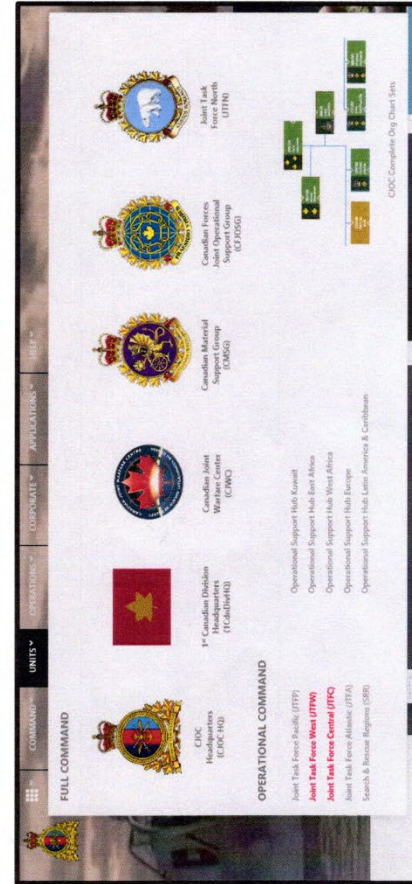 COMMAND
UNITS
OPERATIONS
CORPORATE
APPLICATIONS
HELP
FULL COMMAND
CJOC
Headquarters
(CJOC HQ)
1st Canadian Division
Headquarters
(1CdnDivHQ)
Canadian Joint
Warfare Center
(CJWC)
Canadian Material
Support Group
(CMSG)
Canadian Forces
Joint Operational
Support Group
(CFJOSG)
Joint Task
Force North
(JTFN)
OPERATIONAL COMMAND
Joint Task Force Pacific (JTFP)
Joint Task Force West (JTFW)
Joint Task Force Central (JTFC)
Joint Task Force Atlantic (JTFA)
Search & Rescue Regions (SRR)
Operational Support Hub Kuwait
Operational Support Hub East Africa
Operational Support Hub West Africa
Operational Support Hub Europe
Operational Support Hub Latin America & Caribbean
CJOC Complete Org Chart Sets